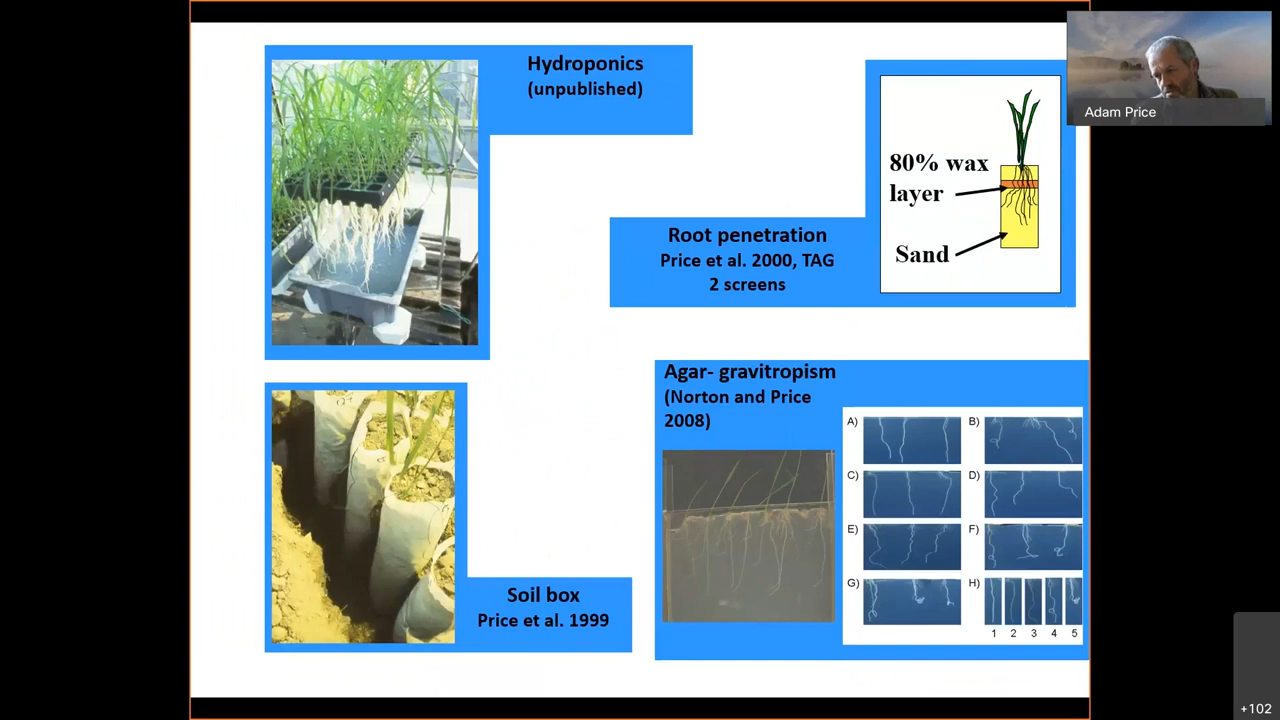 Hydroponics
(unpublished)
80% wax
layer
Sand
Root penetration
Price et al. 2000, TAG
2 screens
Adam Price
Soil box
Price et al. 1999
Agar- gravitropism
(Norton and Price
2008)
A)
B)
C)
D)
E)
F)
G)
H)
1 2 3 4 5
+102